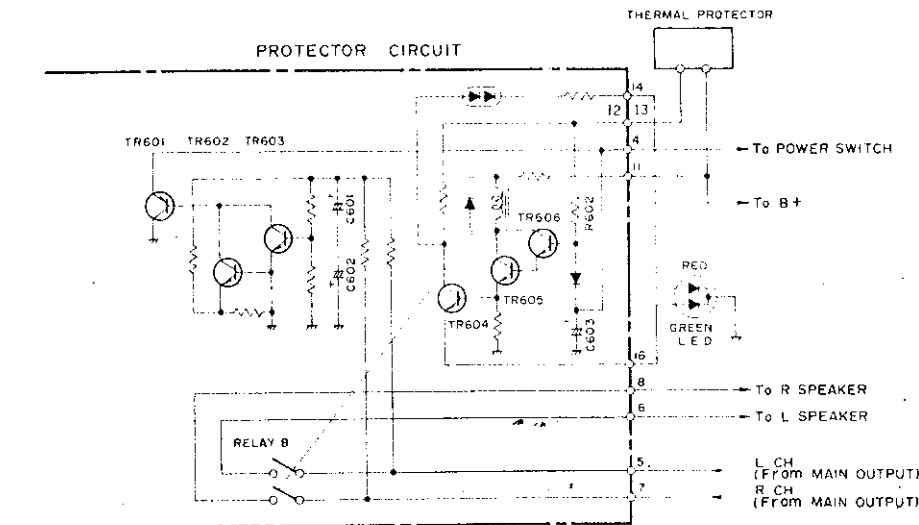 THERMAL PROTECTOR
PROTECTOR CIRCUIT
14
12 13
4
To POWER SWITCH
11
TR601 TR602 TR603
To B+
C601
C602
R602
TR606
TR605
TR604
C603
RED
GREEN
LED
16
8
To R SPEAKER
6
To L SPEAKER
RELAY 8
5
L CH
(From MAIN OUTPUT)
7
R CH
(From MAIN OUTPUT)